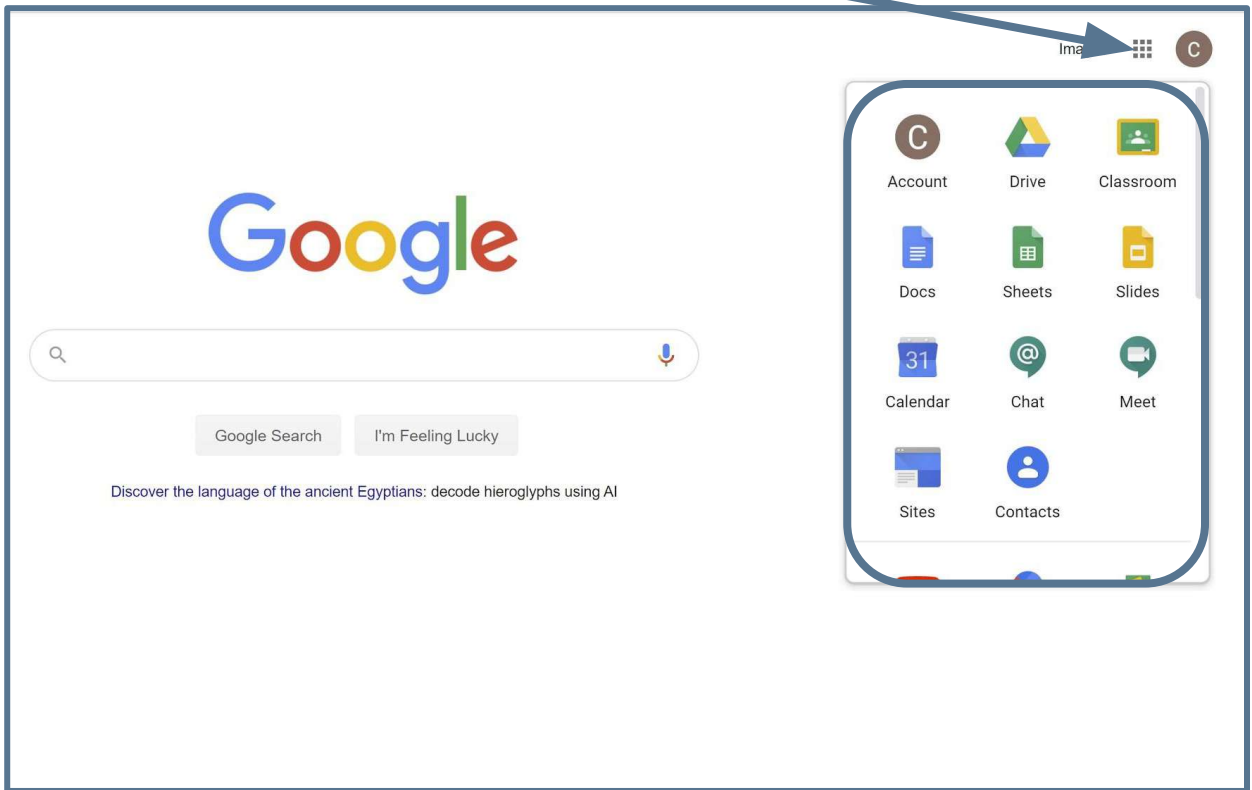 C
Google
Google Search I'm Feeling Lucky
Discover the language of the ancient Egyptians: decode hieroglyphs using AI
C
Account Drive Classroom
Docs Sheets Slides
31 @
Calendar Chat Meet
Sites Contacts